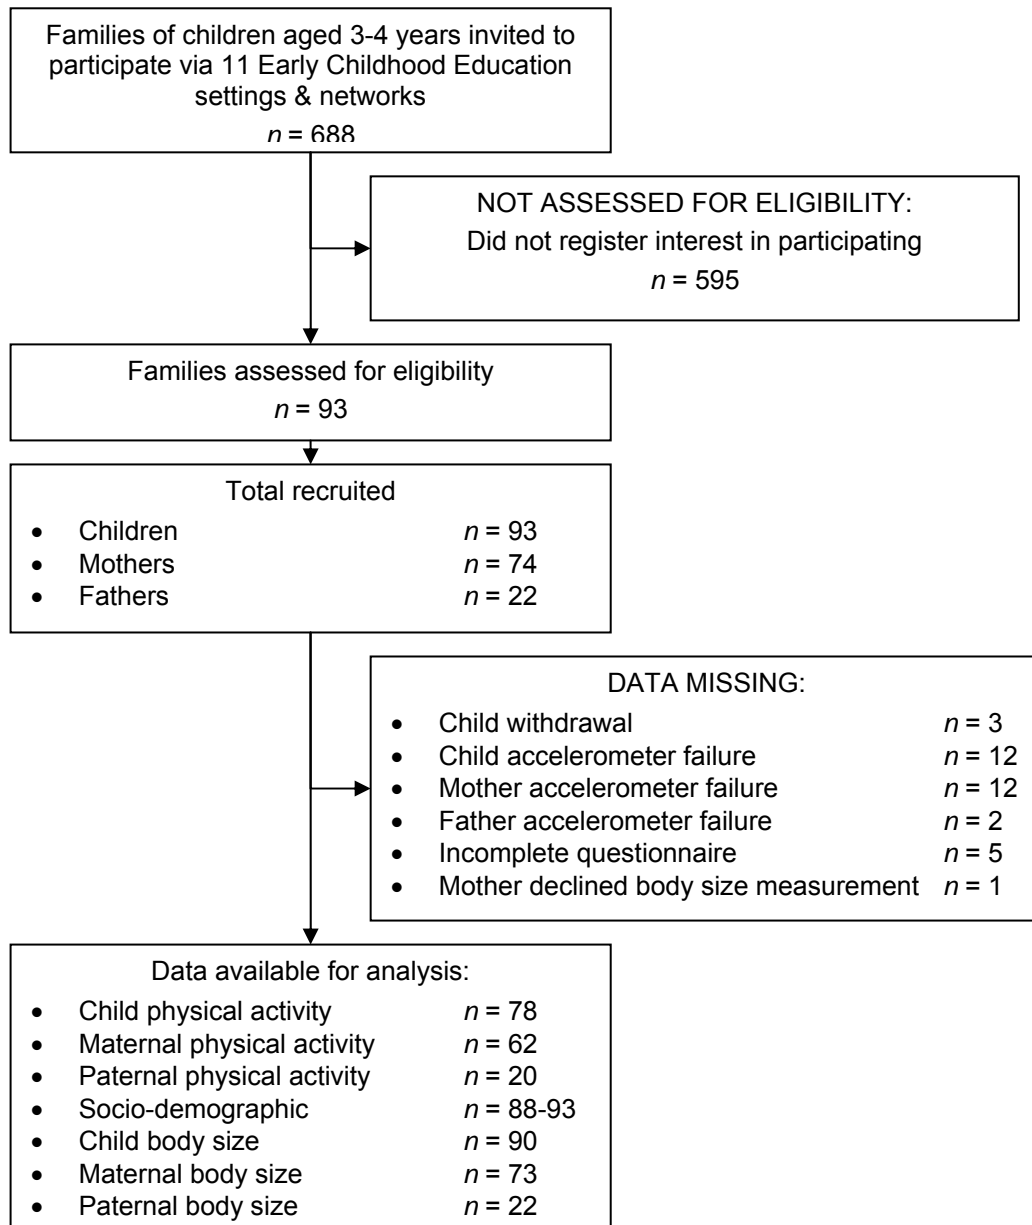 Families of children aged 3-4 years invited to
participate via 11 Early Childhood Education
settings & networks
n = 688
NOT ASSESSED FOR ELIGIBILITY:
Did not register interest in participating
n = 595
Families assessed for eligibility
n = 93
Total recruited
• Children n = 93
• Mothers n = 74
• Fathers n = 22
DATA MISSING:
• Child withdrawal n = 3
• Child accelerometer failure n = 12
• Mother accelerometer failure n = 12
• Father accelerometer failure n = 2
• Incomplete questionnaire n = 5
• Mother declined body size measurement n = 1
Data available for analysis:
• Child physical activity n = 78
• Maternal physical activity n = 62
• Paternal physical activity n = 20
• Socio-demographic n = 88-93
• Child body size n = 90
• Maternal body size n = 73
• Paternal body size n = 22